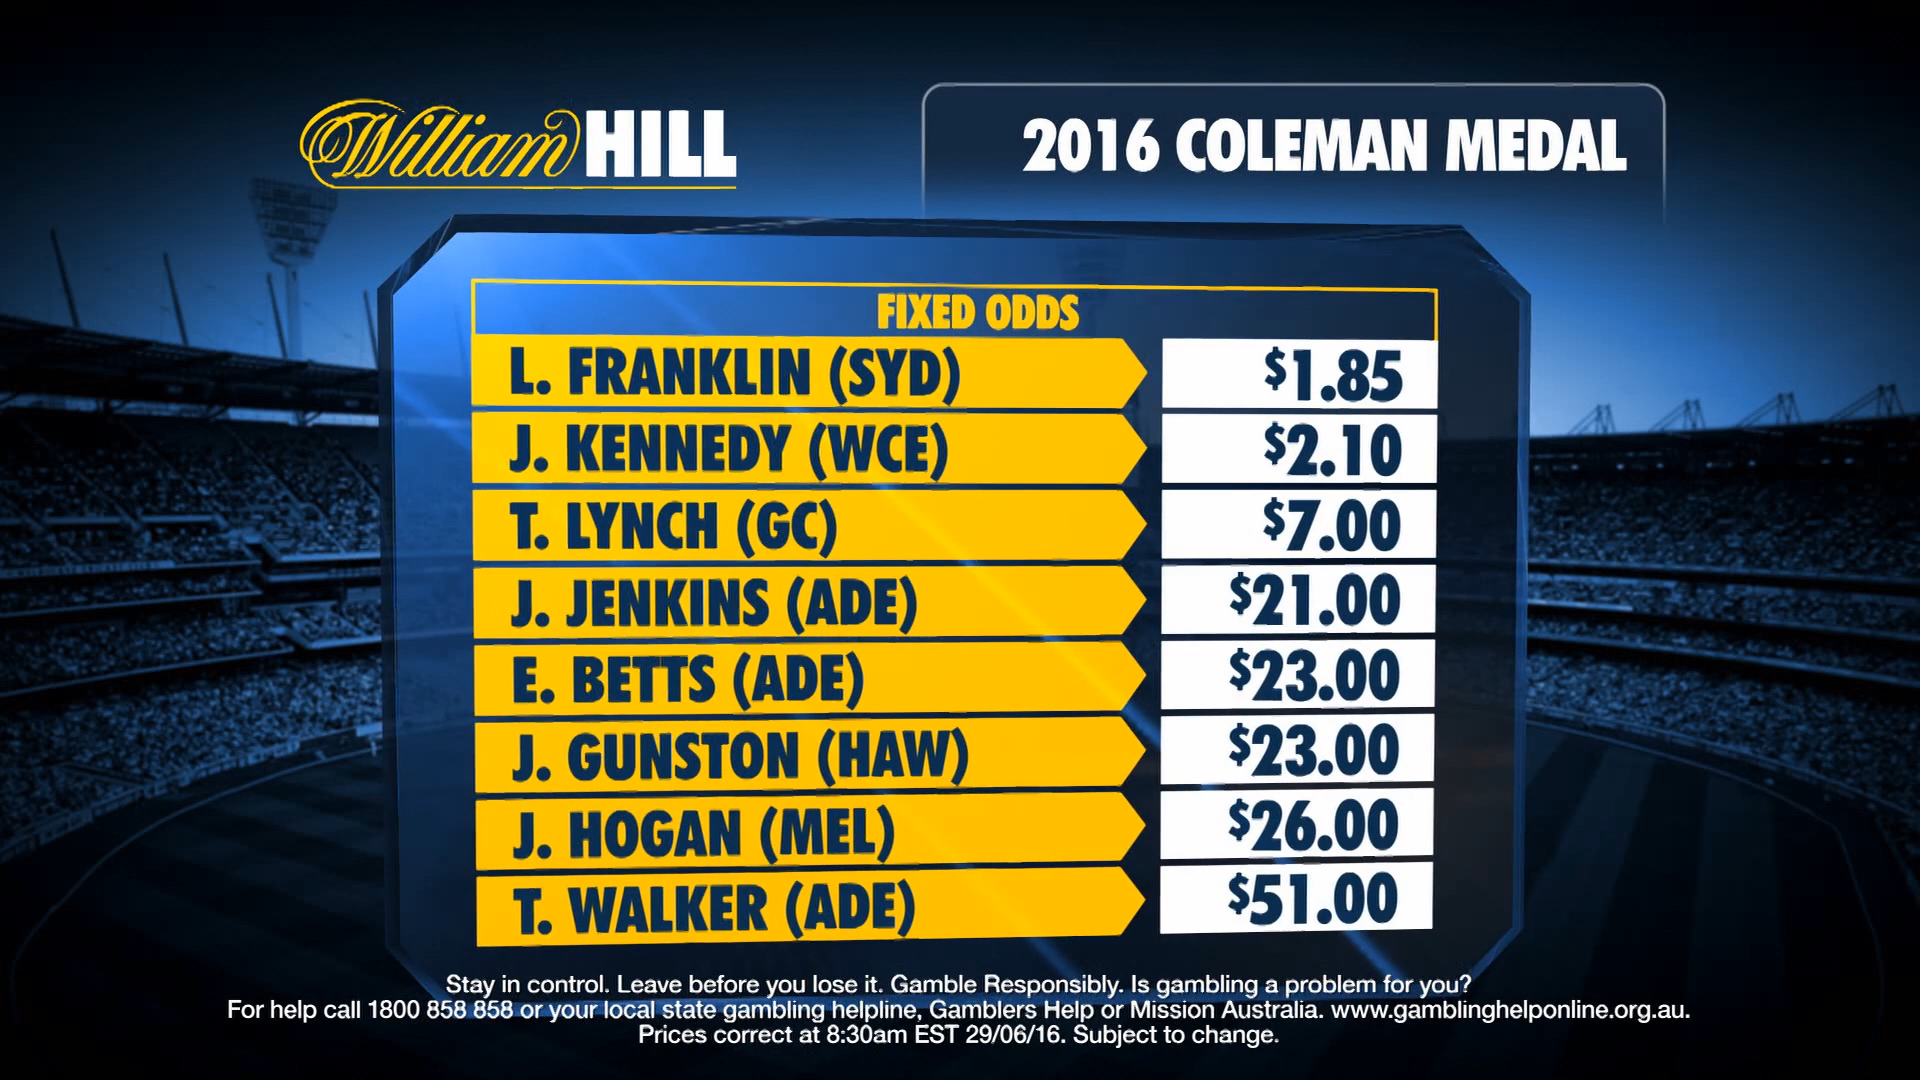 William HILL
2016 COLEMAN MEDAL
FIXED ODDS
L. FRANKLIN (SYD) $1.85
J. KENNEDY (WCE) $2.10
T. LYNCH (GC) $7.00
J. JENKINS (ADE) $21.00
E. BETTS (ADE) $23.00
J. GUNSTON (HAW) $23.00
J. HOGAN (MEL) $26.00
T. WALKER (ADE) $51.00
Stay in control. Leave before you lose it. Gamble Responsibly. Is gambling a problem for you?
For help call 1800 858 858 or your local state gambling helpline, Gamblers Help or Mission Australia. www.gamblinghelponline.org.au.
Prices correct at 8:30am EST 29/06/16. Subject to change.